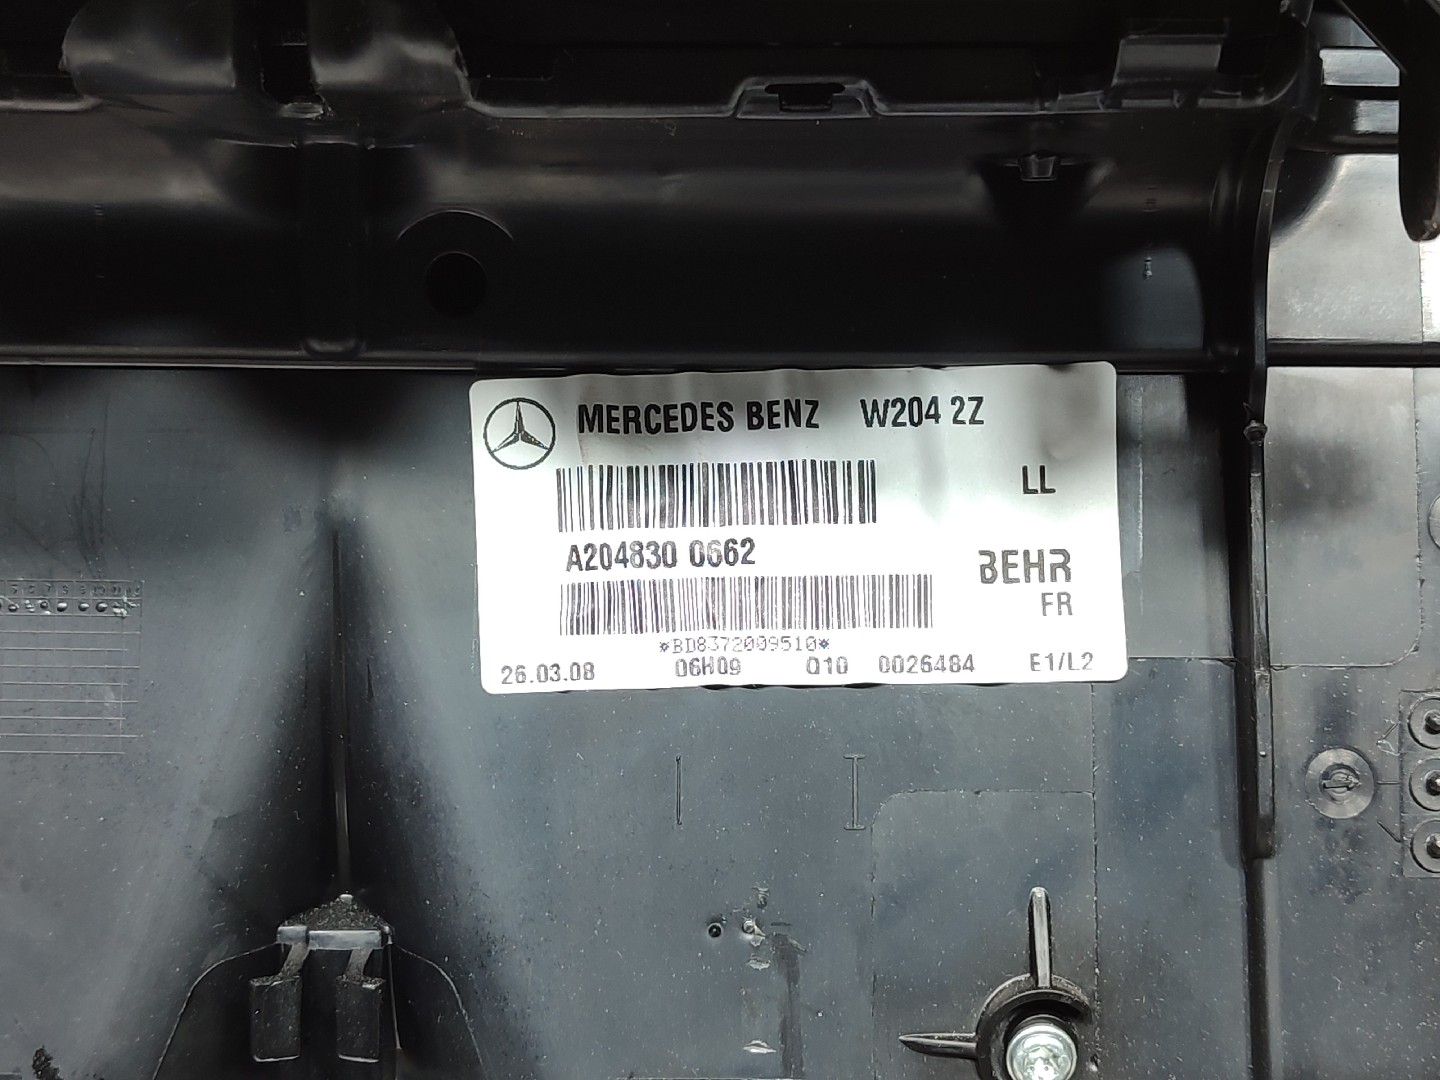 MERCEDES BENZ W204 2Z
LL
A204830 0662
BEHR
FR
*BD8372009510*
26.03.08 06H09 Q10 0026484 E1/L2